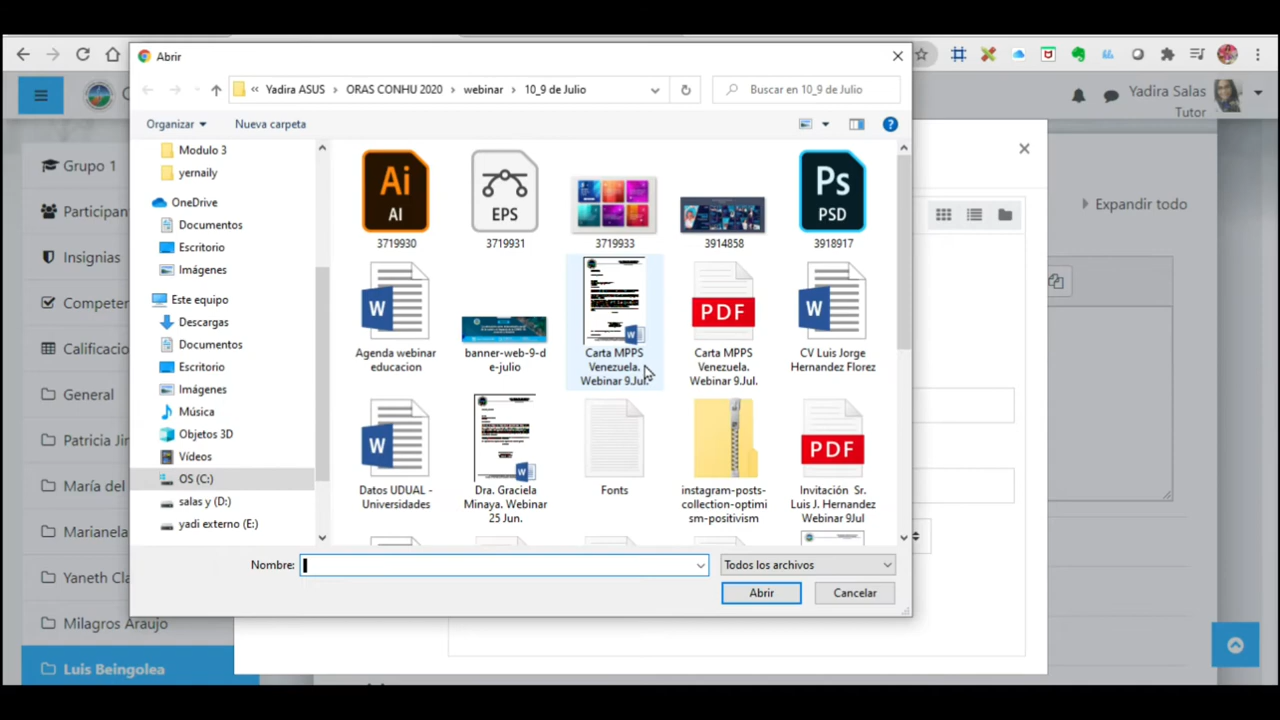 Abrir
Yadira ASUS › ORAS CONHU 2020 › webinar › 10_9 de Julio
Buscar en 10_9 de Julio
Yadira Salas
Tutor
Organizar
Nueva carpeta
Grupo 1
Participan
Insignias
Competen
Calificacio
General
Patricia Jir
María del
Marianela
Yaneth Cla
Milagros Araujo
Luis Beingolea
Expandir todo
Modulo 3
yernaily
OneDrive
Documentos
Escritorio
Imágenes
Este equipo
Descargas
Documentos
Escritorio
Imágenes
Música
Objetos 3D
Vídeos
OS (C:)
salas y (D:)
yadi externo (E:)
Ai
AI
3719930
EPS
3719931
3719933
3914858
Ps
PSD
3918917
W
Agenda webinar
educacion
banner-web-9-d
e-julio
Carta MPPS
Venezuela.
Webinar 9Jul.
PDF
Carta MPPS
Venezuela.
Webinar 9Jul.
W
CV Luis Jorge
Hernandez Florez
W
Datos UDUAL -
Universidades
Dra. Graciela
Minaya. Webinar
25 Jun.
Fonts
instagram-posts-
collection-optimi
sm-positivism
PDF
Invitación Sr.
Luis J. Hernandez
Webinar 9Jul
Nombre:
Todos los archivos
Abrir
Cancelar